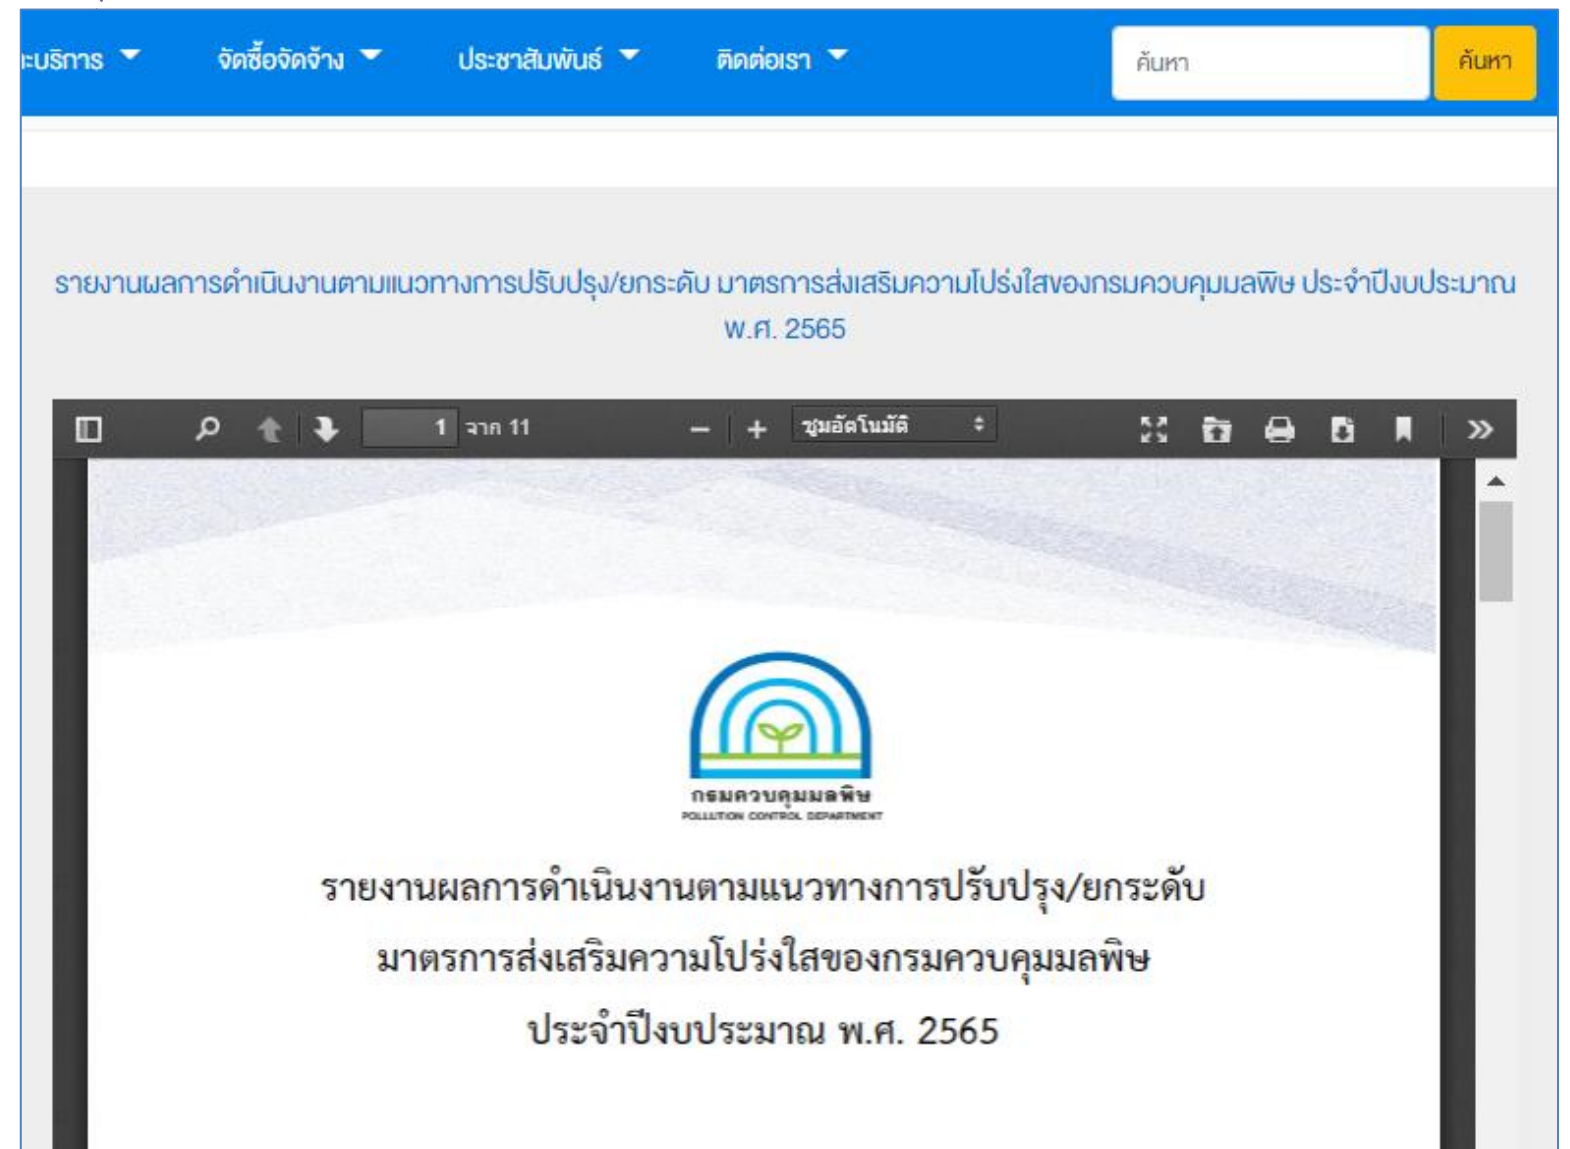 ะบริการ จัดซื้อจัดจ้าง ประชาสัมพันธ์ ติดต่อเรา ค้นหา ค้นหา
รายงานผลการดำเนินงานตามแนวทางการปรับปรุง/ยกระดับ มาตรการส่งเสริมความโปร่งใสของกรมควบคุมมลพิษ ประจำปีงบประมาณ
พ.ศ. 2565
1 จาก 11 ซูมอัตโนมัติ
กรมควบคุมมลพิษ
POLLUTION CONTROL DEPARTMENT
รายงานผลการดำเนินงานตามแนวทางการปรับปรุง/ยกระดับ
มาตรการส่งเสริมความโปร่งใสของกรมควบคุมมลพิษ
ประจำปีงบประมาณ พ.ศ. 2565